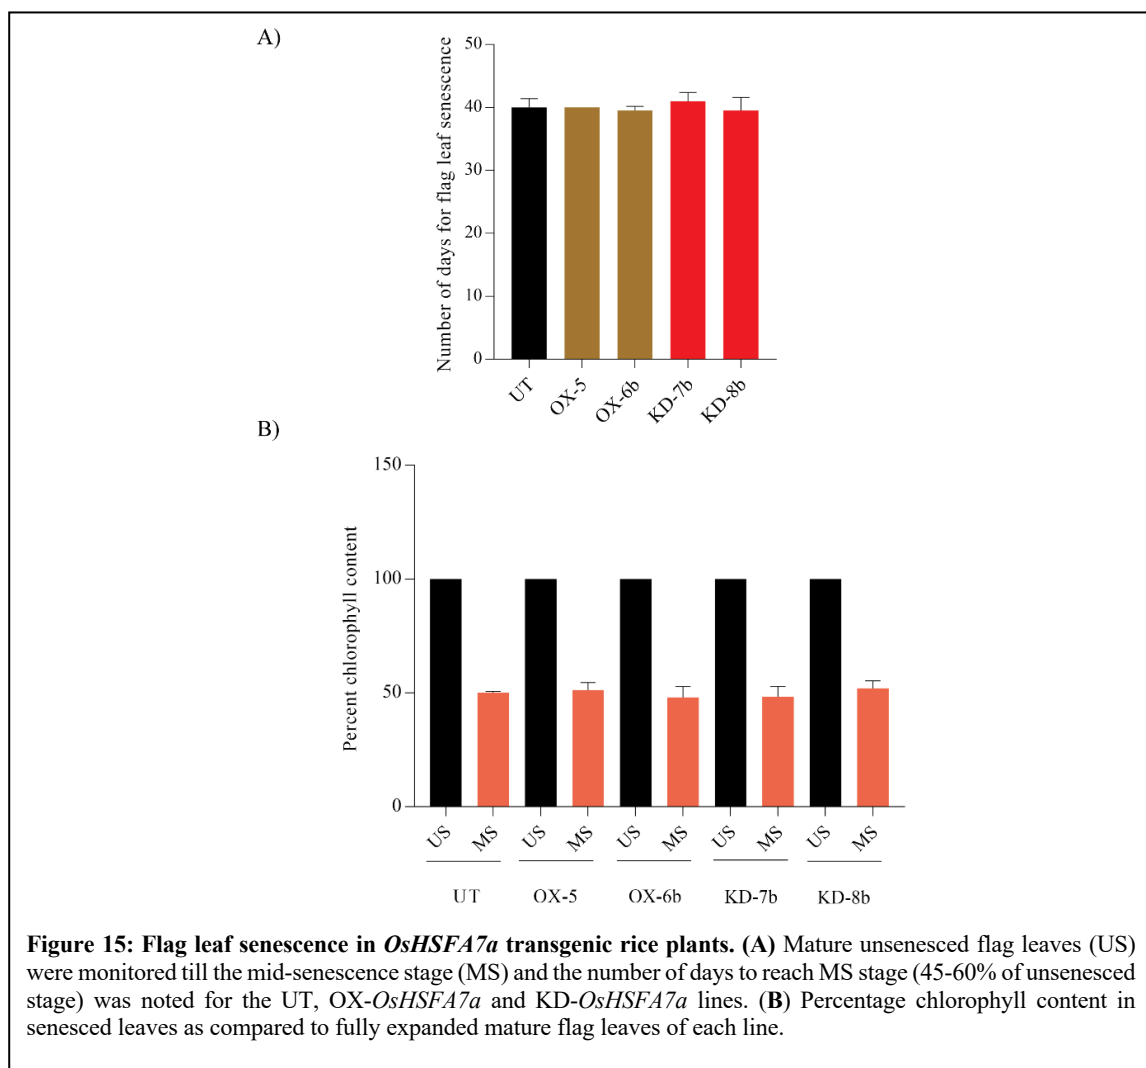 A)
Number of days for flag leaf senescence
50
40
30
20
10
0
UT
OX-5
OX-6b
KD-7b
KD-8b
B)
Percent chlorophyll content
150
100
50
0
US
MS
US
MS
US
MS
US
MS
US
MS
UT
OX-5
OX-6b
KD-7b
KD-8b
Figure 15: Flag leaf senescence in OsHSFA7a transgenic rice plants. (A) Mature unsenesced flag leaves (US)
were monitored till the mid-senescence stage (MS) and the number of days to reach MS stage (45-60% of unsenesced
stage) was noted for the UT, OX-OsHSFA7a and KD-OsHSFA7a lines. (B) Percentage chlorophyll content in
senesced leaves as compared to fully expanded mature flag leaves of each line.